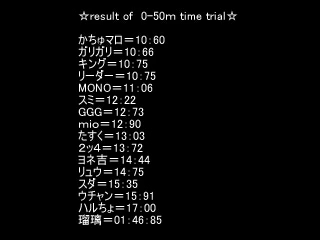 ☆result of 0-50m time trial☆
かちゅマロ＝10：60
ガリガリ＝10：66
キング＝10：75
リーダー＝10：75
MONO＝11：06
スミ＝12：22
GGG＝12：73
mio＝12：90
たすく＝13：03
2ッ4＝13：72
ヨネ吉＝14：44
リュウ＝14：75
スダ＝15：35
ウチャン＝15：91
ハルちょ＝17：00
瑠璃＝01：46：85